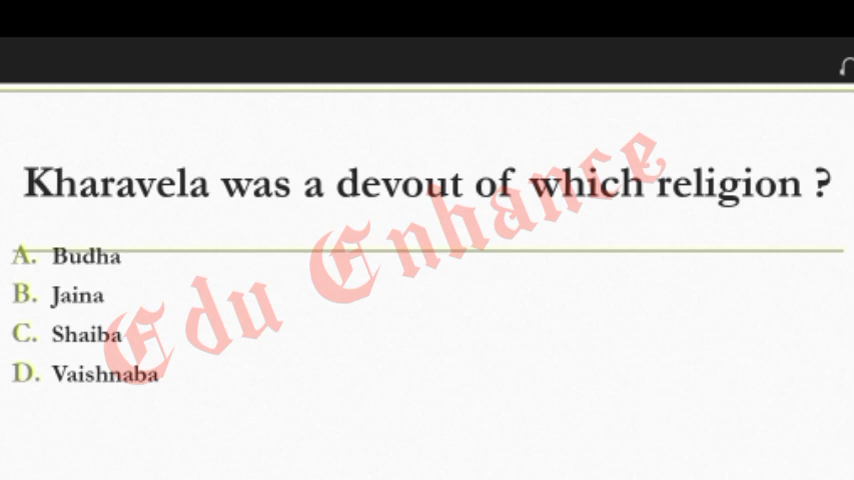 Kharavela was a devout of which religion ?
A. Budha
B. Jaina
C. Shaiba
D. Vaishnaba
Edu Enhance